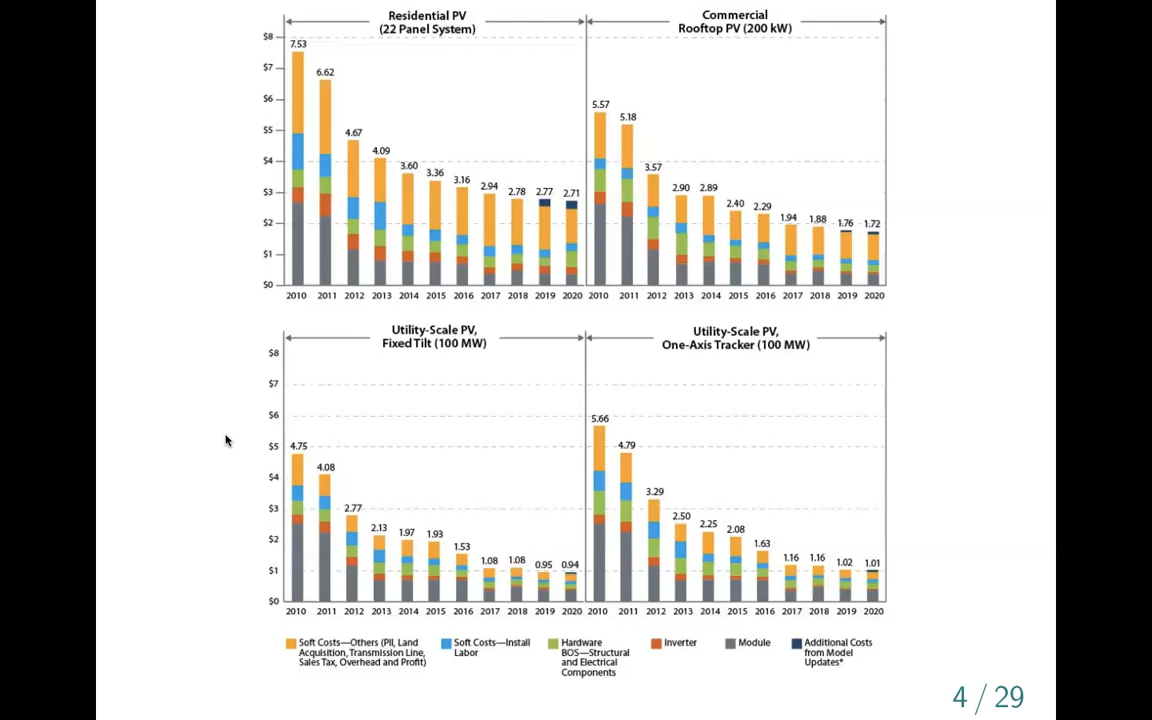 Residential PV
(22 Panel System)
Commercial
Rooftop PV (200 kW)
$8
$7
$6
$5
$4
$3
$2
$1
$0
7.53
6.62
4.67
4.09
3.60
3.36
3.16
2.94
2.78
2.77
2.71
5.57
5.18
3.57
2.90
2.89
2.40
2.29
1.94
1.88
1.76
1.72
2010 2011 2012 2013 2014 2015 2016 2017 2018 2019 2020 2010 2011 2012 2013 2014 2015 2016 2017 2018 2019 2020
Utility-Scale PV,
Fixed Tilt (100 MW)
Utility-Scale PV,
One-Axis Tracker (100 MW)
$8
$7
$6
$5
$4
$3
$2
$1
$0
4.75
4.08
2.77
2.13
1.97
1.93
1.53
1.08
1.08
0.95
0.94
5.66
4.79
3.29
2.50
2.25
2.08
1.63
1.16
1.16
1.02
1.01
2010 2011 2012 2013 2014 2015 2016 2017 2018 2019 2020 2010 2011 2012 2013 2014 2015 2016 2017 2018 2019 2020
Soft Costs—Others (PII, Land
Acquisition, Transmission Line,
Sales Tax, Overhead and Profit)
Soft Costs—Install
Labor
Hardware
BOS—Structural
and Electrical
Components
Inverter
Module
Additional Costs
from Model
Updates*
4 / 29